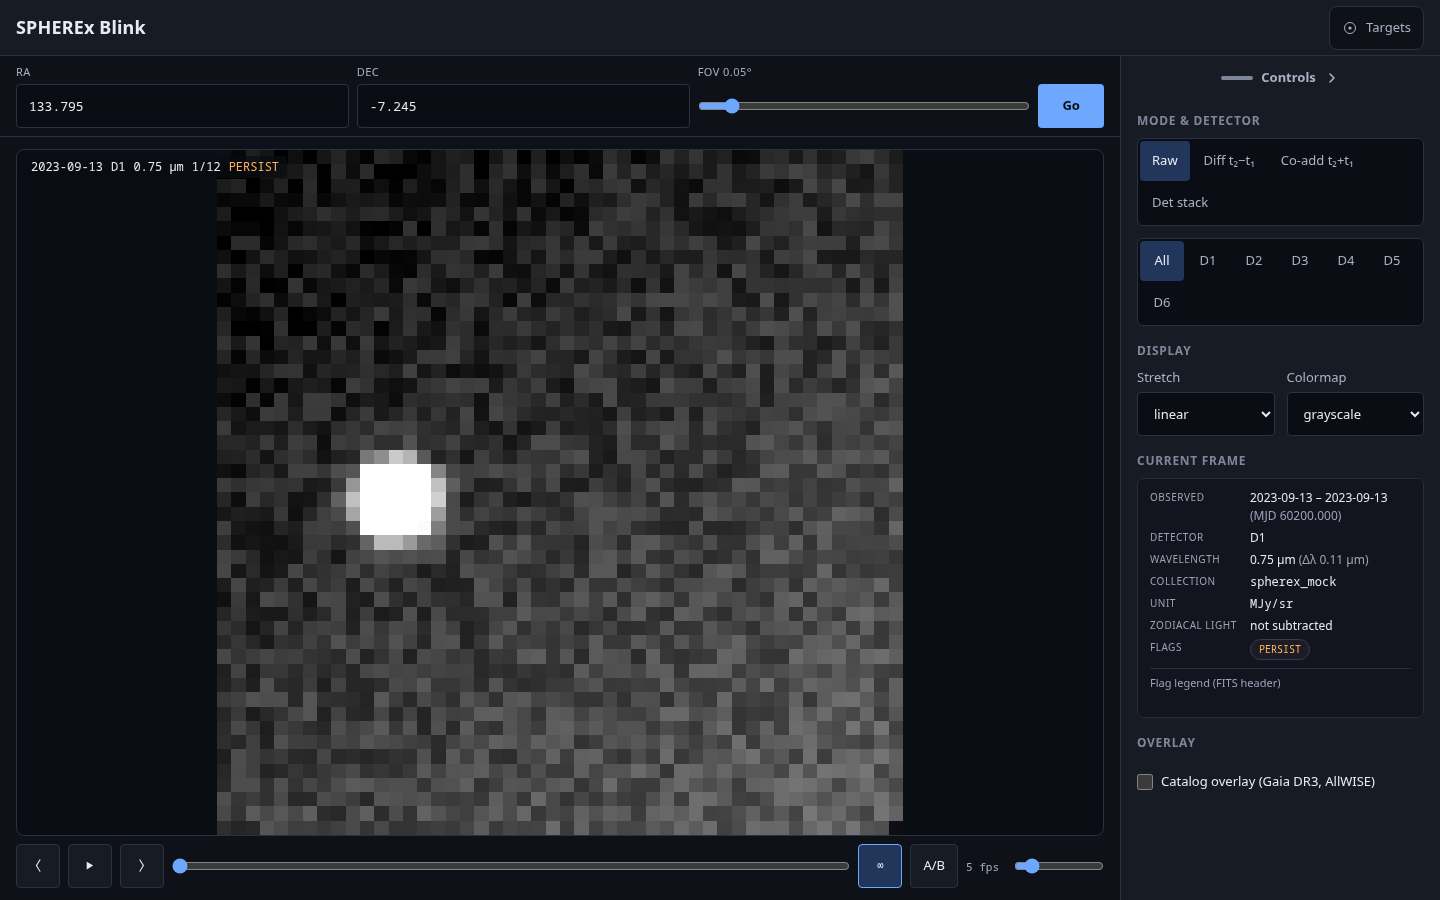 SPHEREx Blink
Targets
RA
DEC
FOV 0.05°
133.795
-7.245
Go
2023-09-13 D1 0.75 µm 1/12 PERSIST
Controls
MODE & DETECTOR
Raw
Diff t₂−t₁
Co-add t₂+t₁
Det stack
All
D1
D2
D3
D4
D5
D6
DISPLAY
Stretch
Colormap
linear
grayscale
CURRENT FRAME
OBSERVED
2023-09-13 – 2023-09-13
(MJD 60200.000)
DETECTOR
D1
WAVELENGTH
0.75 µm (Δλ 0.11 µm)
COLLECTION
spherex_mock
UNIT
MJy/sr
ZODIACAL LIGHT
not subtracted
FLAGS
PERSIST
Flag legend (FITS header)
OVERLAY
Catalog overlay (Gaia DR3, AllWISE)
∞
A/B
5 fps